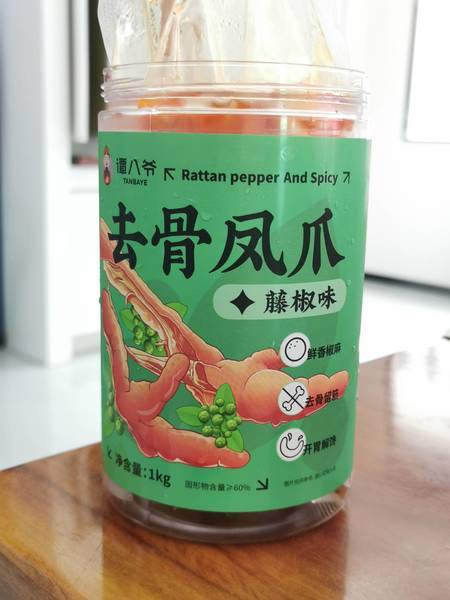 谭八爷
TANBAYE
Rattan pepper And Spicy
去骨凤爪
藤椒味
鲜香椒麻
去骨留筋
开胃解馋
净含量:1kg
固形物含量≥60%